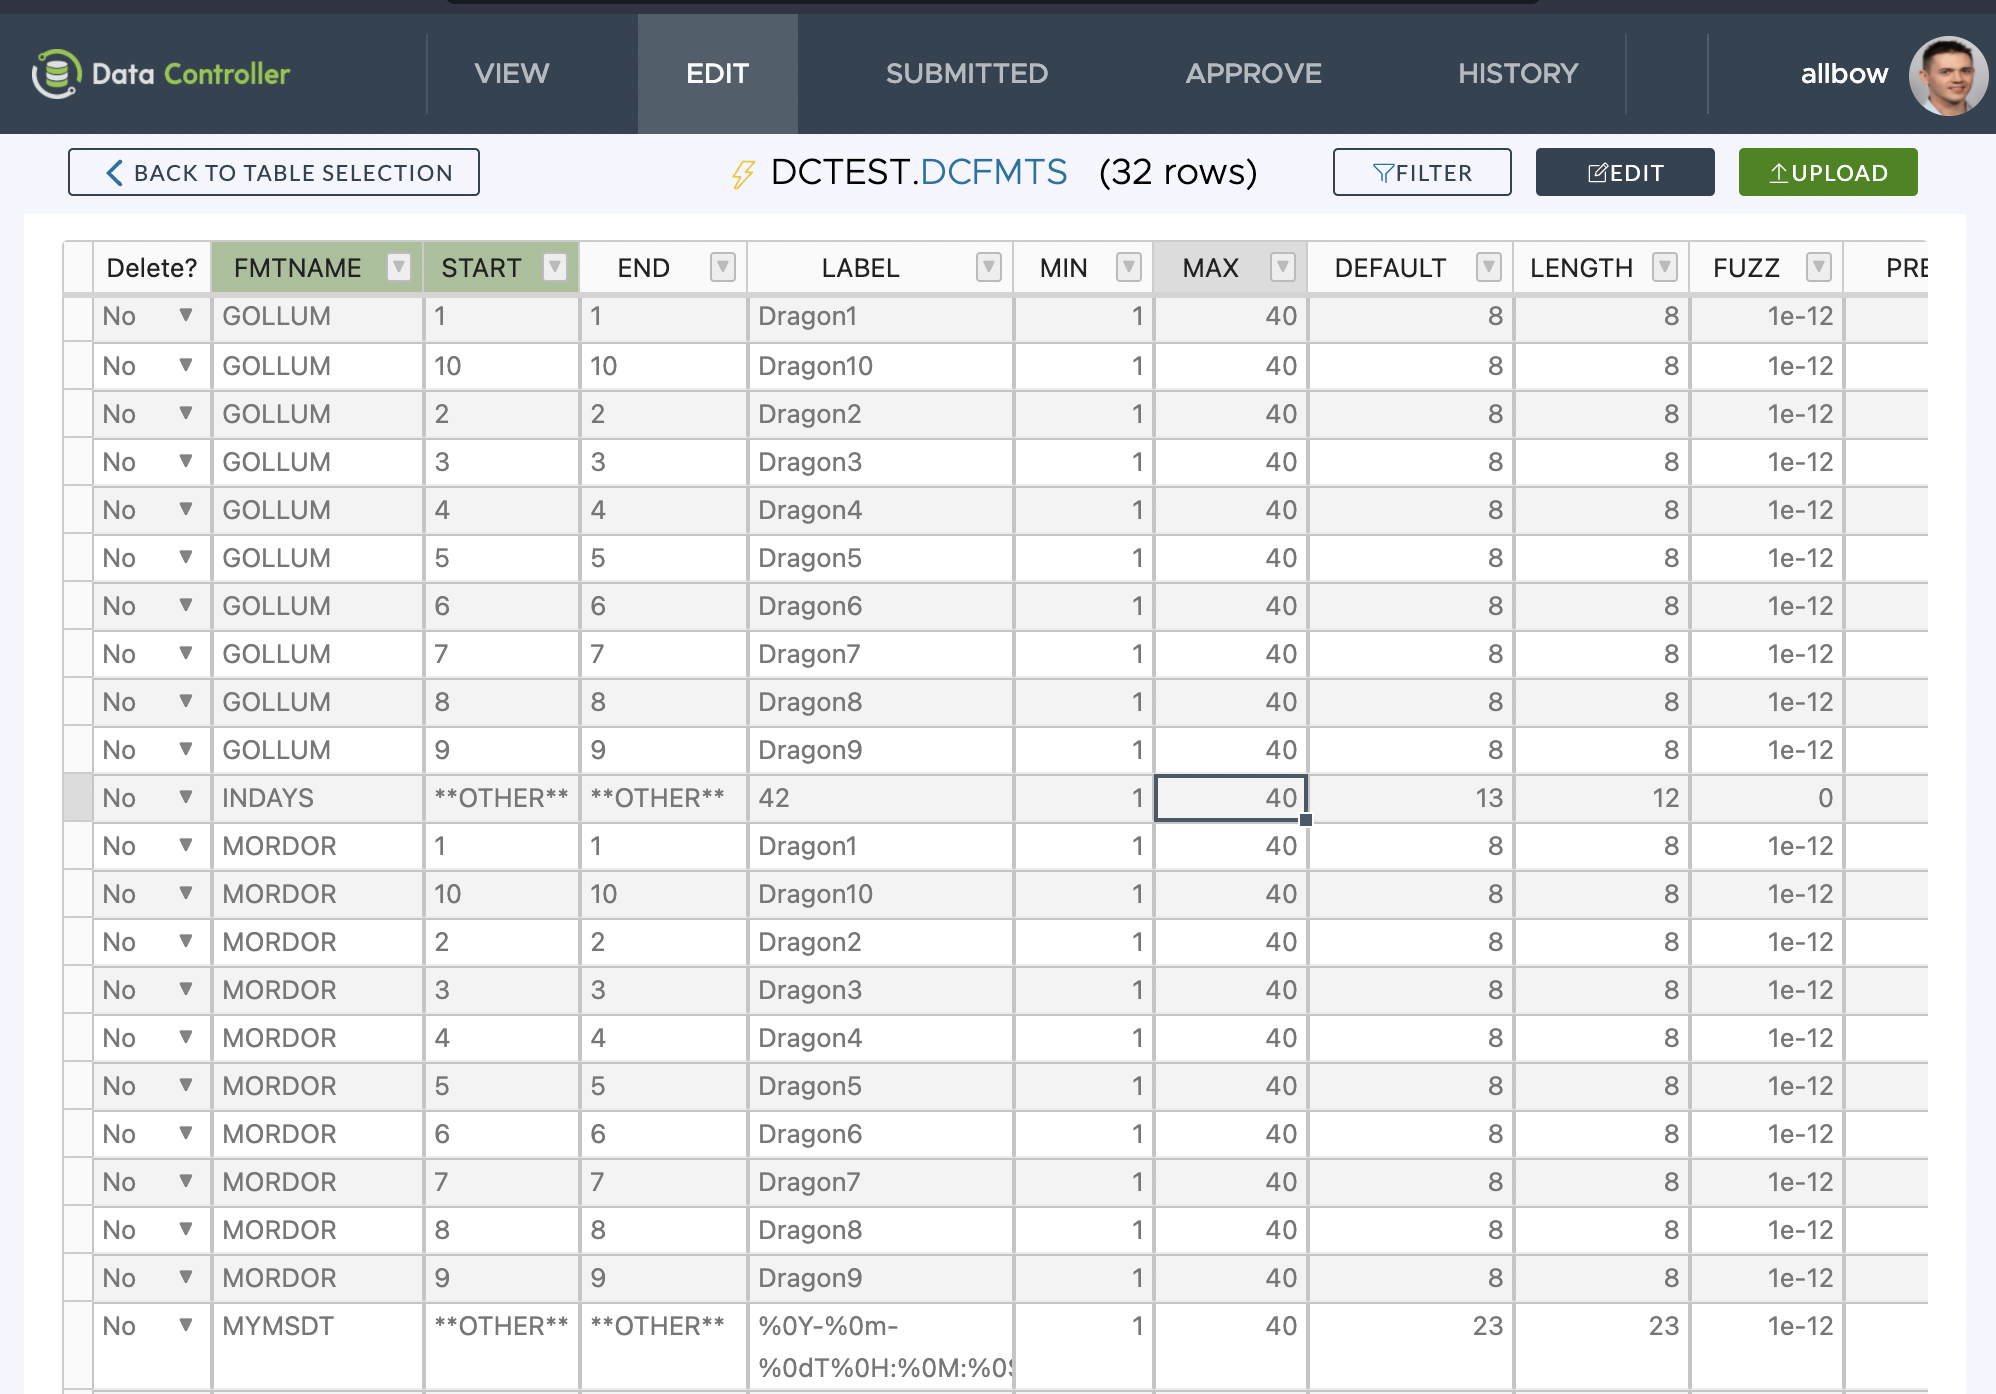 Data Controller VIEW EDIT SUBMITTED APPROVE HISTORY allbow
BACK TO TABLE SELECTION DCTEST.DCFMTS (32 rows) FILTER EDIT UPLOAD
Delete? FMTNAME START END LABEL MIN MAX DEFAULT LENGTH FUZZ
No GOLLUM 1 1 Dragon1 1 40 8 8 1e-12
No GOLLUM 10 10 Dragon10 1 40 8 8 1e-12
No GOLLUM 2 2 Dragon2 1 40 8 8 1e-12
No GOLLUM 3 3 Dragon3 1 40 8 8 1e-12
No GOLLUM 4 4 Dragon4 1 40 8 8 1e-12
No GOLLUM 5 5 Dragon5 1 40 8 8 1e-12
No GOLLUM 6 6 Dragon6 1 40 8 8 1e-12
No GOLLUM 7 7 Dragon7 1 40 8 8 1e-12
No GOLLUM 8 8 Dragon8 1 40 8 8 1e-12
No GOLLUM 9 9 Dragon9 1 40 8 8 1e-12
No INDAYS **OTHER** **OTHER** 42 1 40 13 12 0
No MORDOR 1 1 Dragon1 1 40 8 8 1e-12
No MORDOR 10 10 Dragon10 1 40 8 8 1e-12
No MORDOR 2 2 Dragon2 1 40 8 8 1e-12
No MORDOR 3 3 Dragon3 1 40 8 8 1e-12
No MORDOR 4 4 Dragon4 1 40 8 8 1e-12
No MORDOR 5 5 Dragon5 1 40 8 8 1e-12
No MORDOR 6 6 Dragon6 1 40 8 8 1e-12
No MORDOR 7 7 Dragon7 1 40 8 8 1e-12
No MORDOR 8 8 Dragon8 1 40 8 8 1e-12
No MORDOR 9 9 Dragon9 1 40 8 8 1e-12
No MYMSDT **OTHER** **OTHER** %0Y-%0m- 1 40 23 23 1e-12
%0dT%0H:%0M:%0